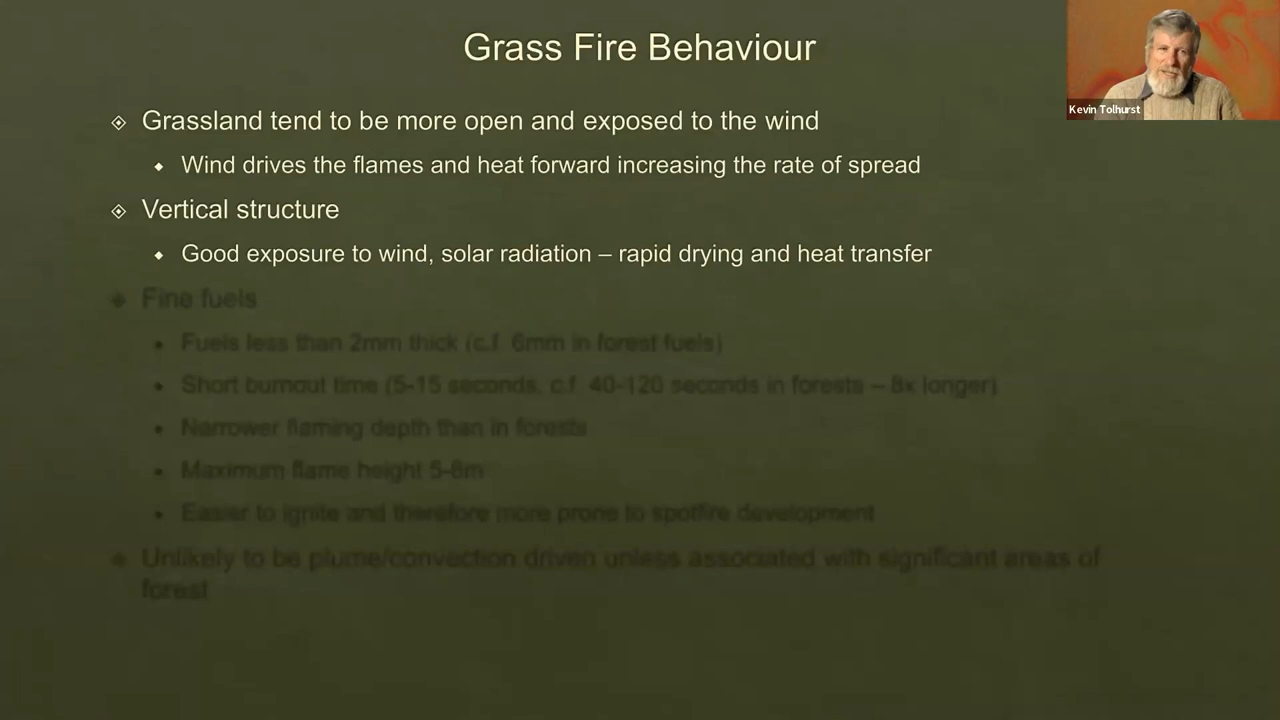 Grass Fire Behaviour
Kevin Tolhurst
Grassland tend to be more open and exposed to the wind
Wind drives the flames and heat forward increasing the rate of spread
Vertical structure
Good exposure to wind, solar radiation – rapid drying and heat transfer
Fine fuels
Fuels less than 2mm thick (c.f. 6mm in forest fuels)
Short burnout time (5-15 seconds, c.f. 40-120 seconds in forests – 8x longer)
Narrower flaming depth than in forests
Maximum flame height
Easier to ignite and therefore more prone to spotfire development
Unlikely to be plume/convection driven unless associated with significant areas of
forest